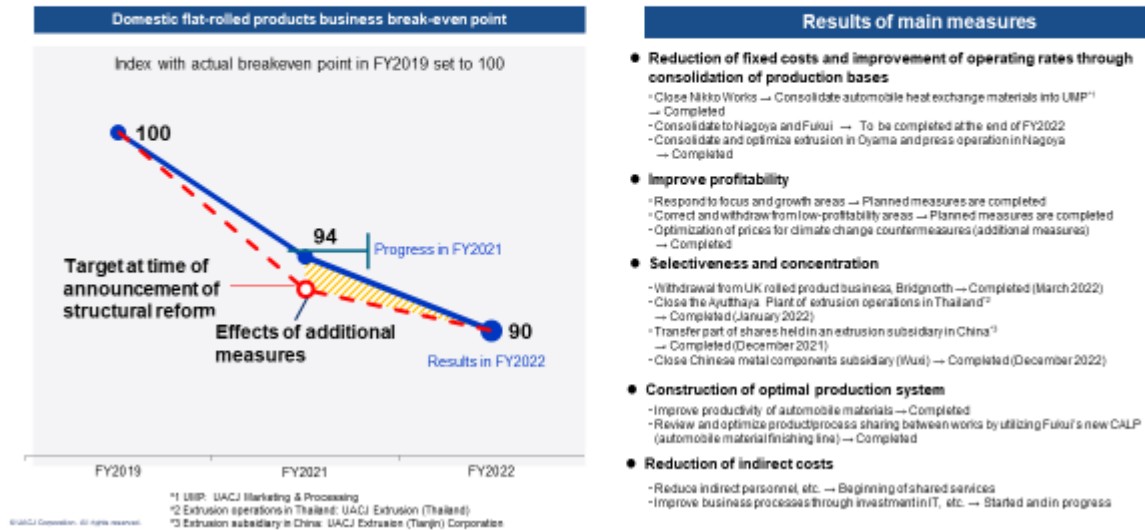 Domestic flat-rolled products business break-even point
Index with actual breakeven point in FY2019 set to 100
100
94
Progress in FY2021
Target at time of
announcement of
structural reform
Effects of additional
measures
90
Results in FY2022
FY2019
FY2021
FY2022
*1 UMP: UACJ Marketing & Processing
*2 Extrusion operations in Thailand: UACJ Extrusion (Thailand)
*3 Extrusion subsidiary in China: UACJ Extrusion (Tianjin) Corporation
©UACJ Corporation. All rights reserved.
Results of main measures
● Reduction of fixed costs and improvement of operating rates through
consolidation of production bases
-Close Nikko Works → Consolidate automobile heat exchange materials into UMP*1
→ Completed
-Consolidate to Nagoya and Fukui → To be completed at the end of FY2022
-Consolidate and optimize extrusion in Oyama and press operation in Nagoya
→ Completed
● Improve profitability
-Respond to focus and growth areas → Planned measures are completed
-Correct and withdraw from low-profitability areas → Planned measures are completed
-Optimization of prices for climate change countermeasures (additional measures)
→ Completed
● Selectiveness and concentration
-Withdrawal from UK rolled product business, Bridgnorth → Completed (March 2022)
-Close the Ayutthaya Plant of extrusion operations in Thailand*2
→ Completed (January 2022)
-Transfer part of shares held in an extrusion subsidiary in China*3
→ Completed (December 2021)
-Close Chinese metal components subsidiary (Wuxi) → Completed (December 2022)
● Construction of optimal production system
-Improve productivity of automobile materials → Completed
-Review and optimize product/process sharing between works by utilizing Fukui's new CALP
(automobile material finishing line) → Completed
● Reduction of indirect costs
-Reduce indirect personnel, etc. → Beginning of shared services
-Improve business processes through investment in IT, etc. → Started and in progress